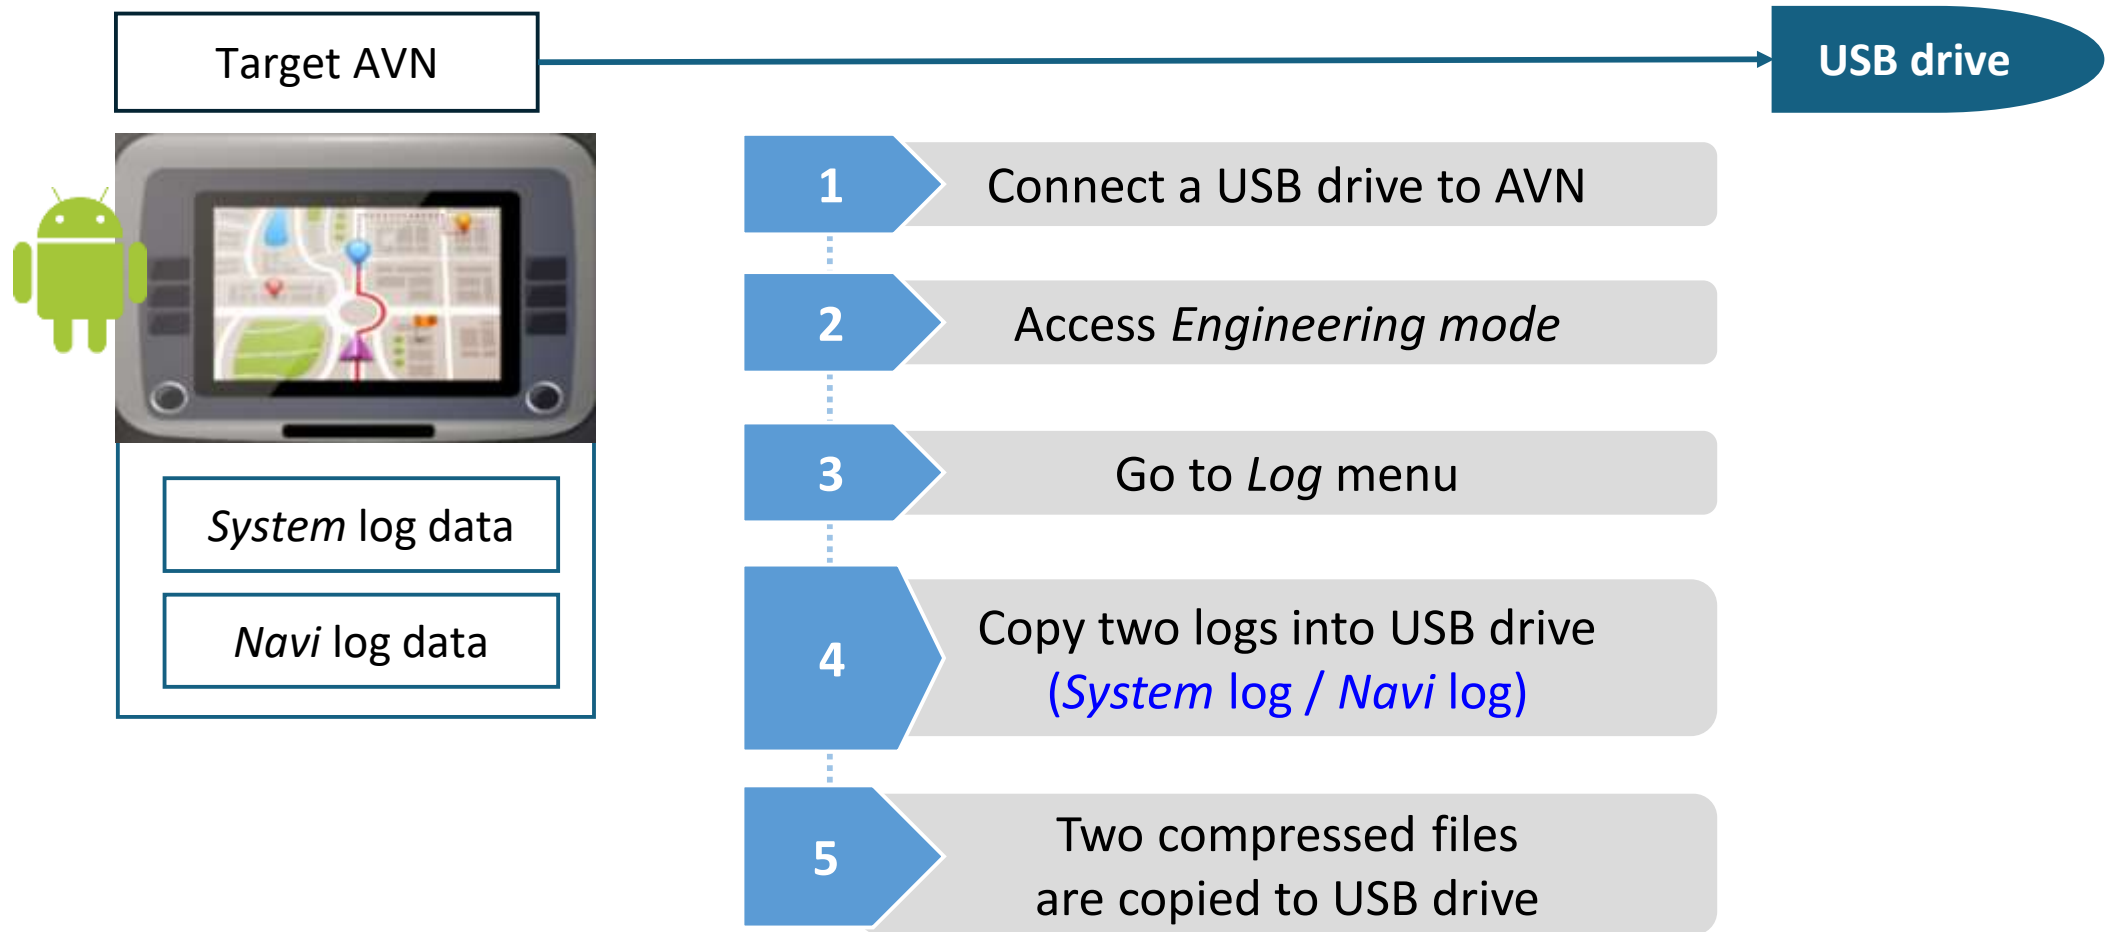 Target AVN
USB drive
System log data
Navi log data
1
Connect a USB drive to AVN
2
Access Engineering mode
3
Go to Log menu
4
Copy two logs into USB drive
(System log / Navi log)
5
Two compressed files
are copied to USB drive